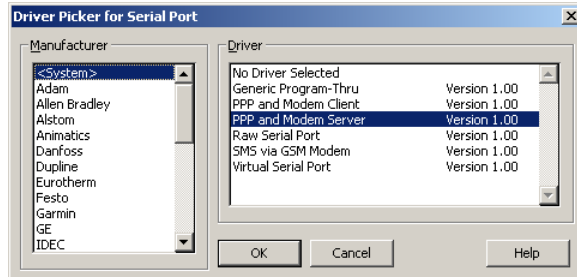 Driver Picker for Serial Port
Manufacturer
<System>
Adam
Allen Bradley
Alstom
Animatics
Danfoss
Dupline
Eurotherm
Festo
Garmin
GE
IDEC
Driver
No Driver Selected
Generic Program-Thru Version 1.00
PPP and Modem Client Version 1.00
PPP and Modem Server Version 1.00
Raw Serial Port Version 1.00
SMS via GSM Modem Version 1.00
Virtual Serial Port Version 1.00
OK Cancel Help